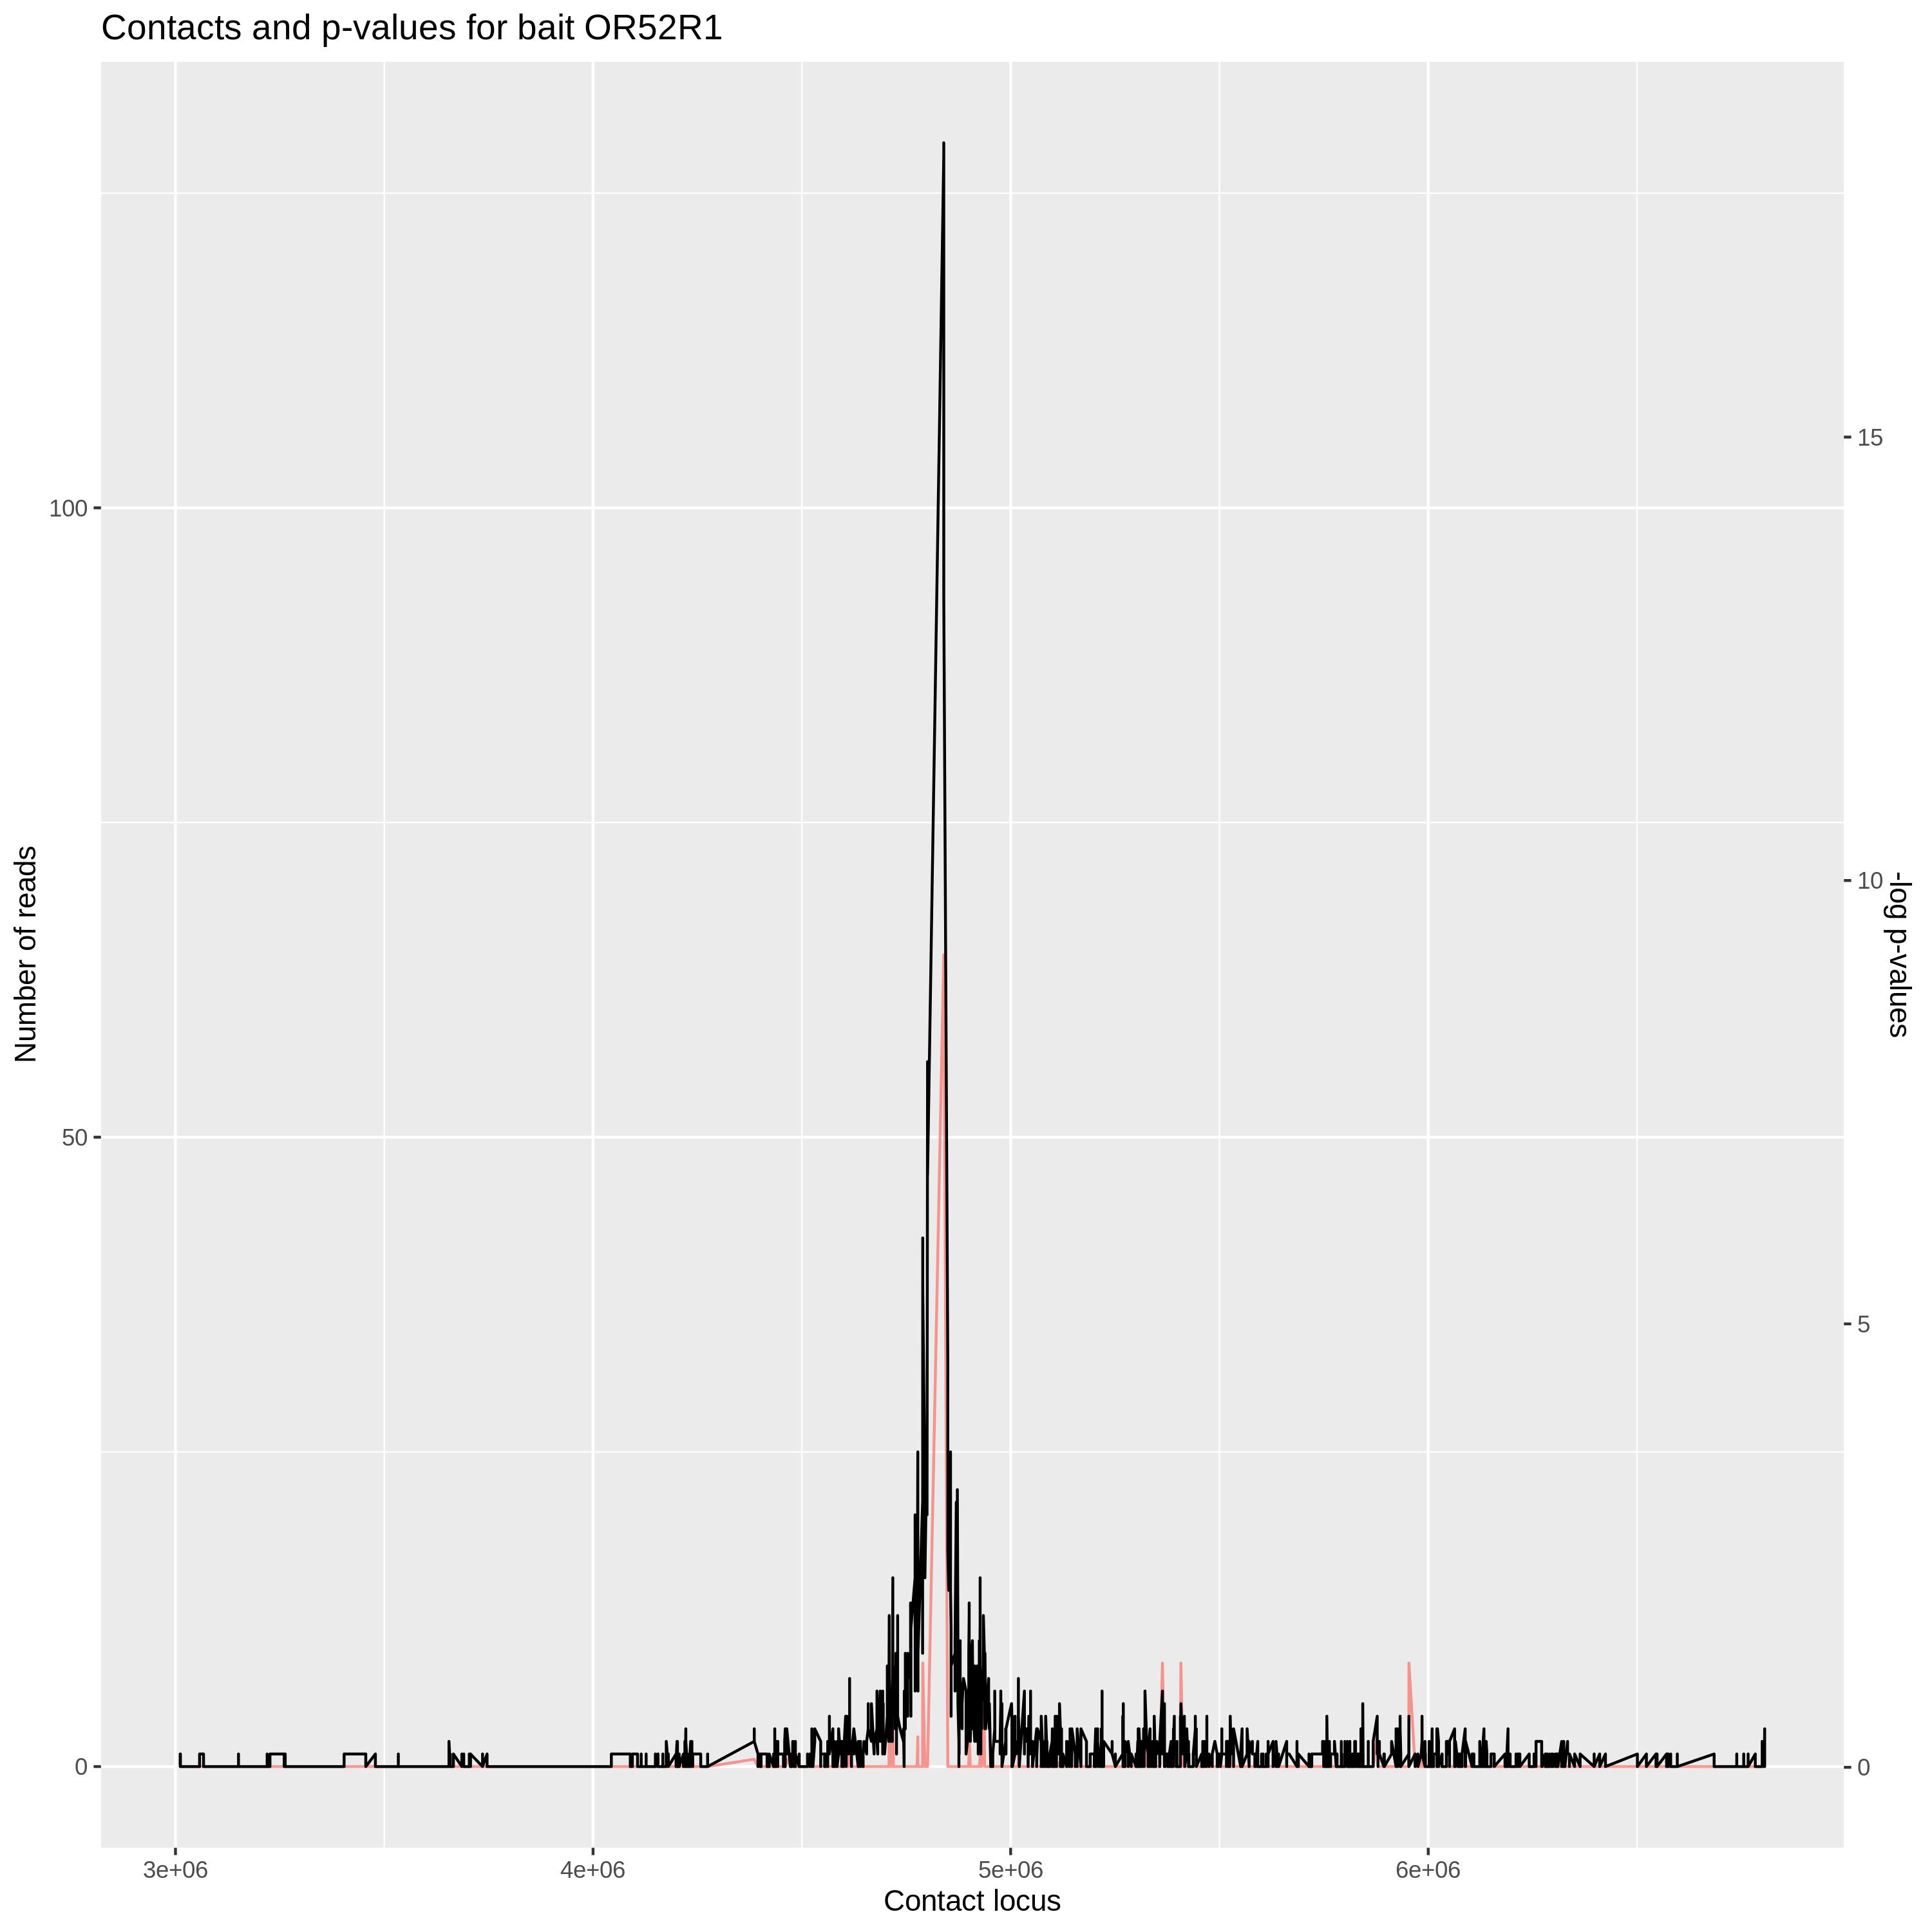 Contacts and p-values for bait OR52R1
Number of reads
100
50
0
15
10
5
0
-log p-values
3e+06 4e+06 5e+06 6e+06
Contact locus